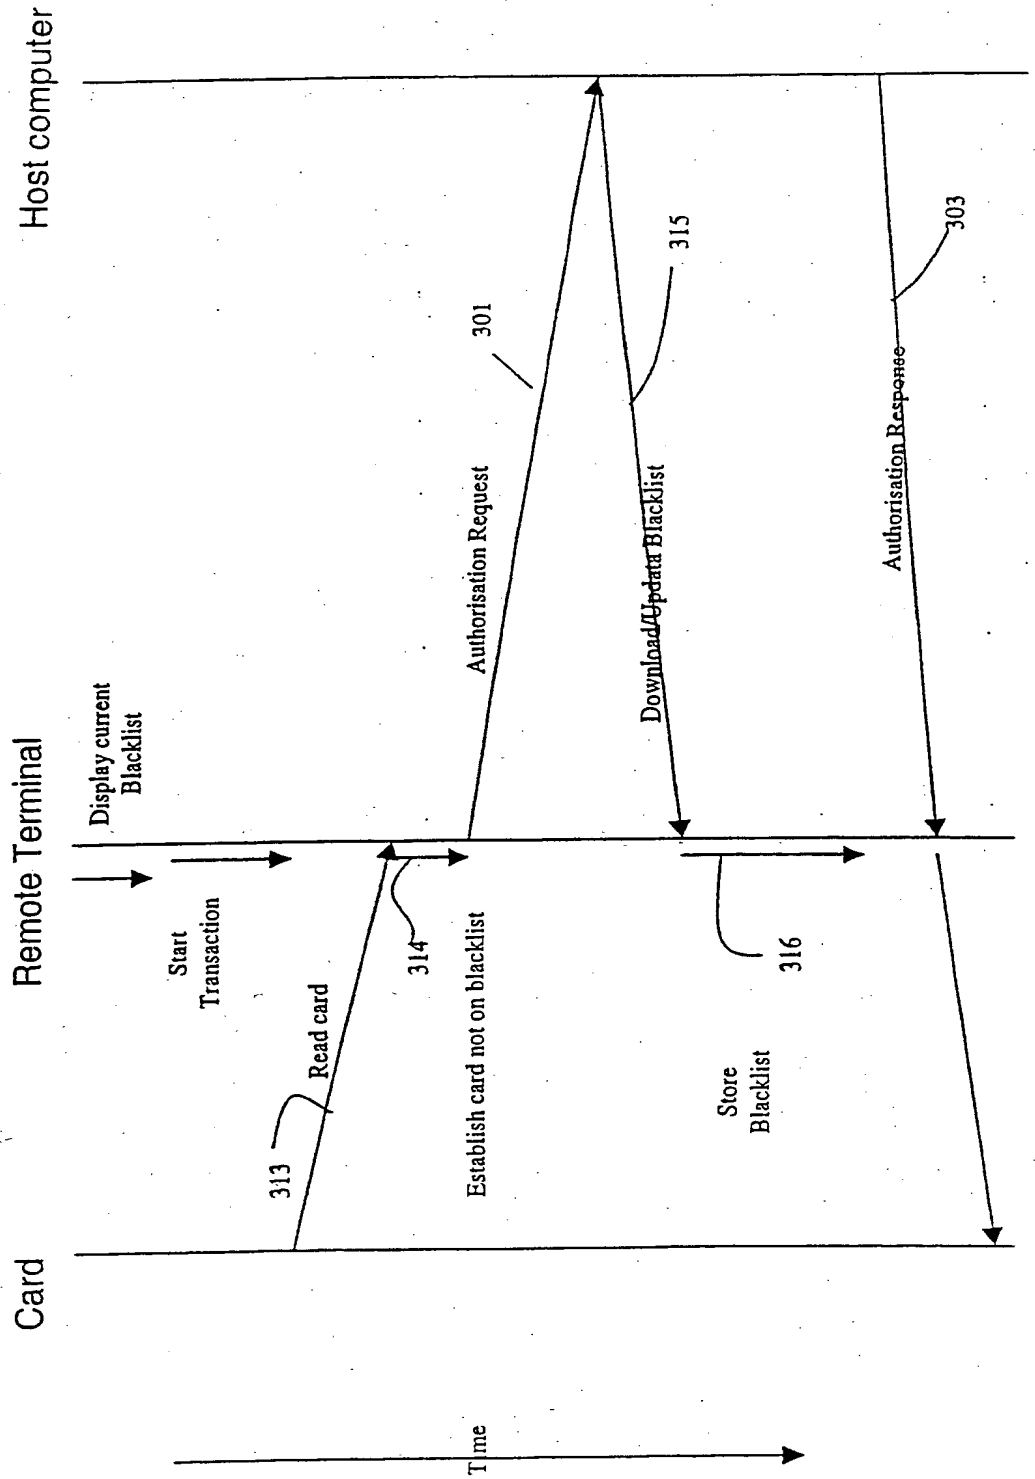 Card
Remote Terminal
Host computer
Display current
Blacklist
Start
Transaction
313
Read card
314
Establish card not on blacklist
Authorisation Request
301
Download/Updata Blacklist
315
Store
Blacklist
316
Authorisation Response
303
Time